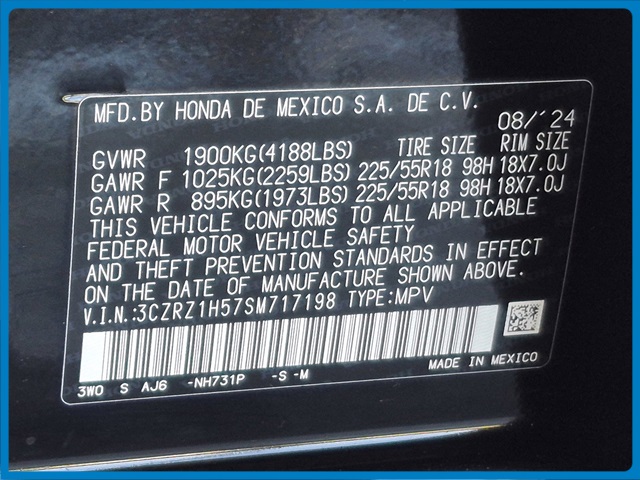 MFD.BY HONDA DE MEXICO S.A. DE C.V.
08/'24
GVWR 1900KG(4188LBS) TIRE SIZE RIM SIZE
GAWR F 1025KG(2259LBS) 225/55R18 98H 18X7.0J
GAWR R 895KG(1973LBS) 225/55R18 98H 18X7.0J
THIS VEHICLE CONFORMS TO ALL APPLICABLE
FEDERAL MOTOR VEHICLE SAFETY
AND THEFT PREVENTION STANDARDS IN EFFECT
ON THE DATE OF MANUFACTURE SHOWN ABOVE.
V.I.N.:3CZRZ1H57SM717198 TYPE:MPV
MADE IN MEXICO
3WO S AJ6 -NH731P -S -M